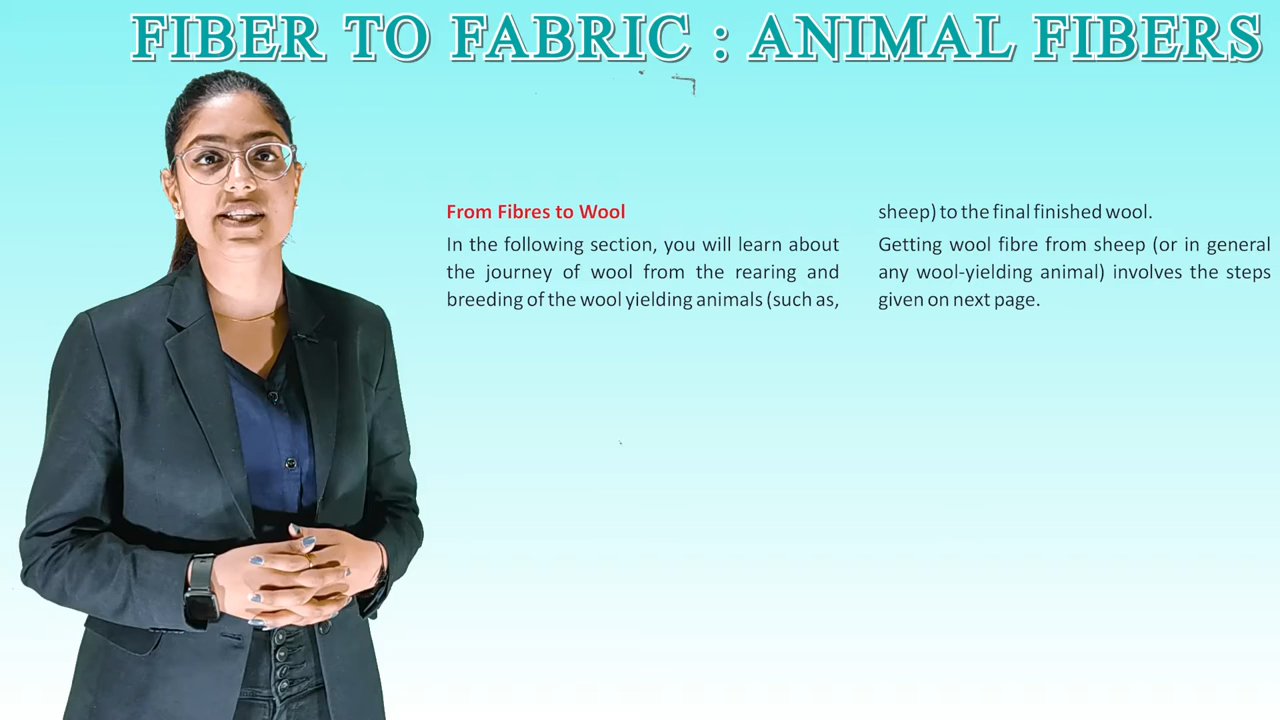 FIBER TO FABRIC : ANIMAL FIBERS
From Fibres to Wool
In the following section, you will learn about
the journey of wool from the rearing and
breeding of the wool yielding animals (such as,
sheep) to the final finished wool.
Getting wool fibre from sheep (or in general
any wool-yielding animal) involves the steps
given on next page.